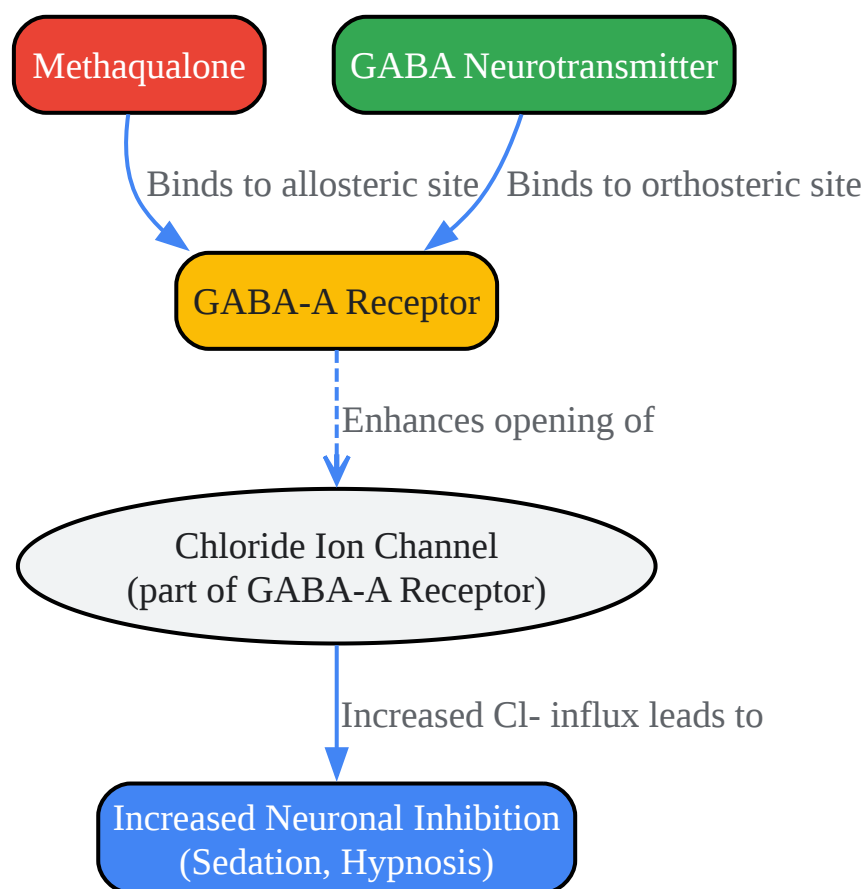 Methaqualone
GABA Neurotransmitter
Binds to allosteric site
Binds to orthosteric site
GABA-A Receptor
Enhances opening of
Chloride Ion Channel
(part of GABA-A Receptor)
Increased Cl- influx leads to
Increased Neuronal Inhibition
(Sedation, Hypnosis)